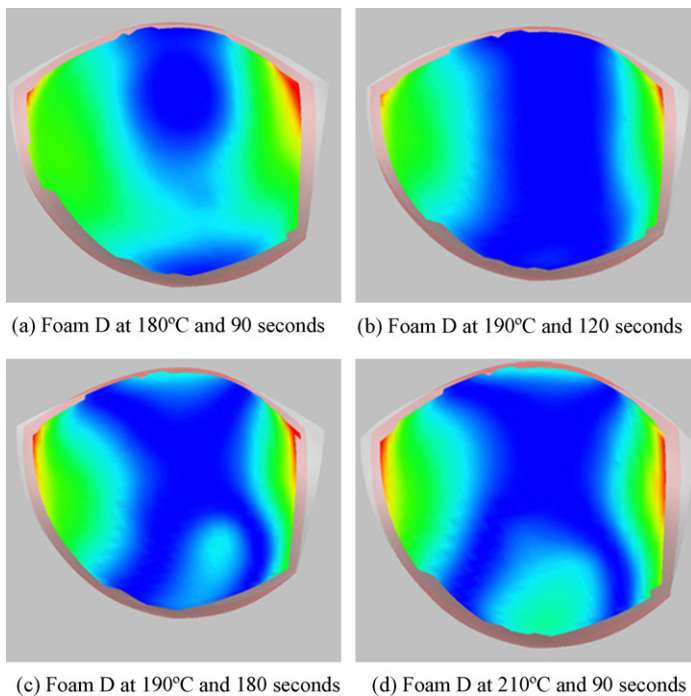 (a) Foam D at 180ºC and 90 seconds
(b) Foam D at 190ºC and 120 seconds
(c) Foam D at 190ºC and 180 seconds
(d) Foam D at 210ºC and 90 seconds